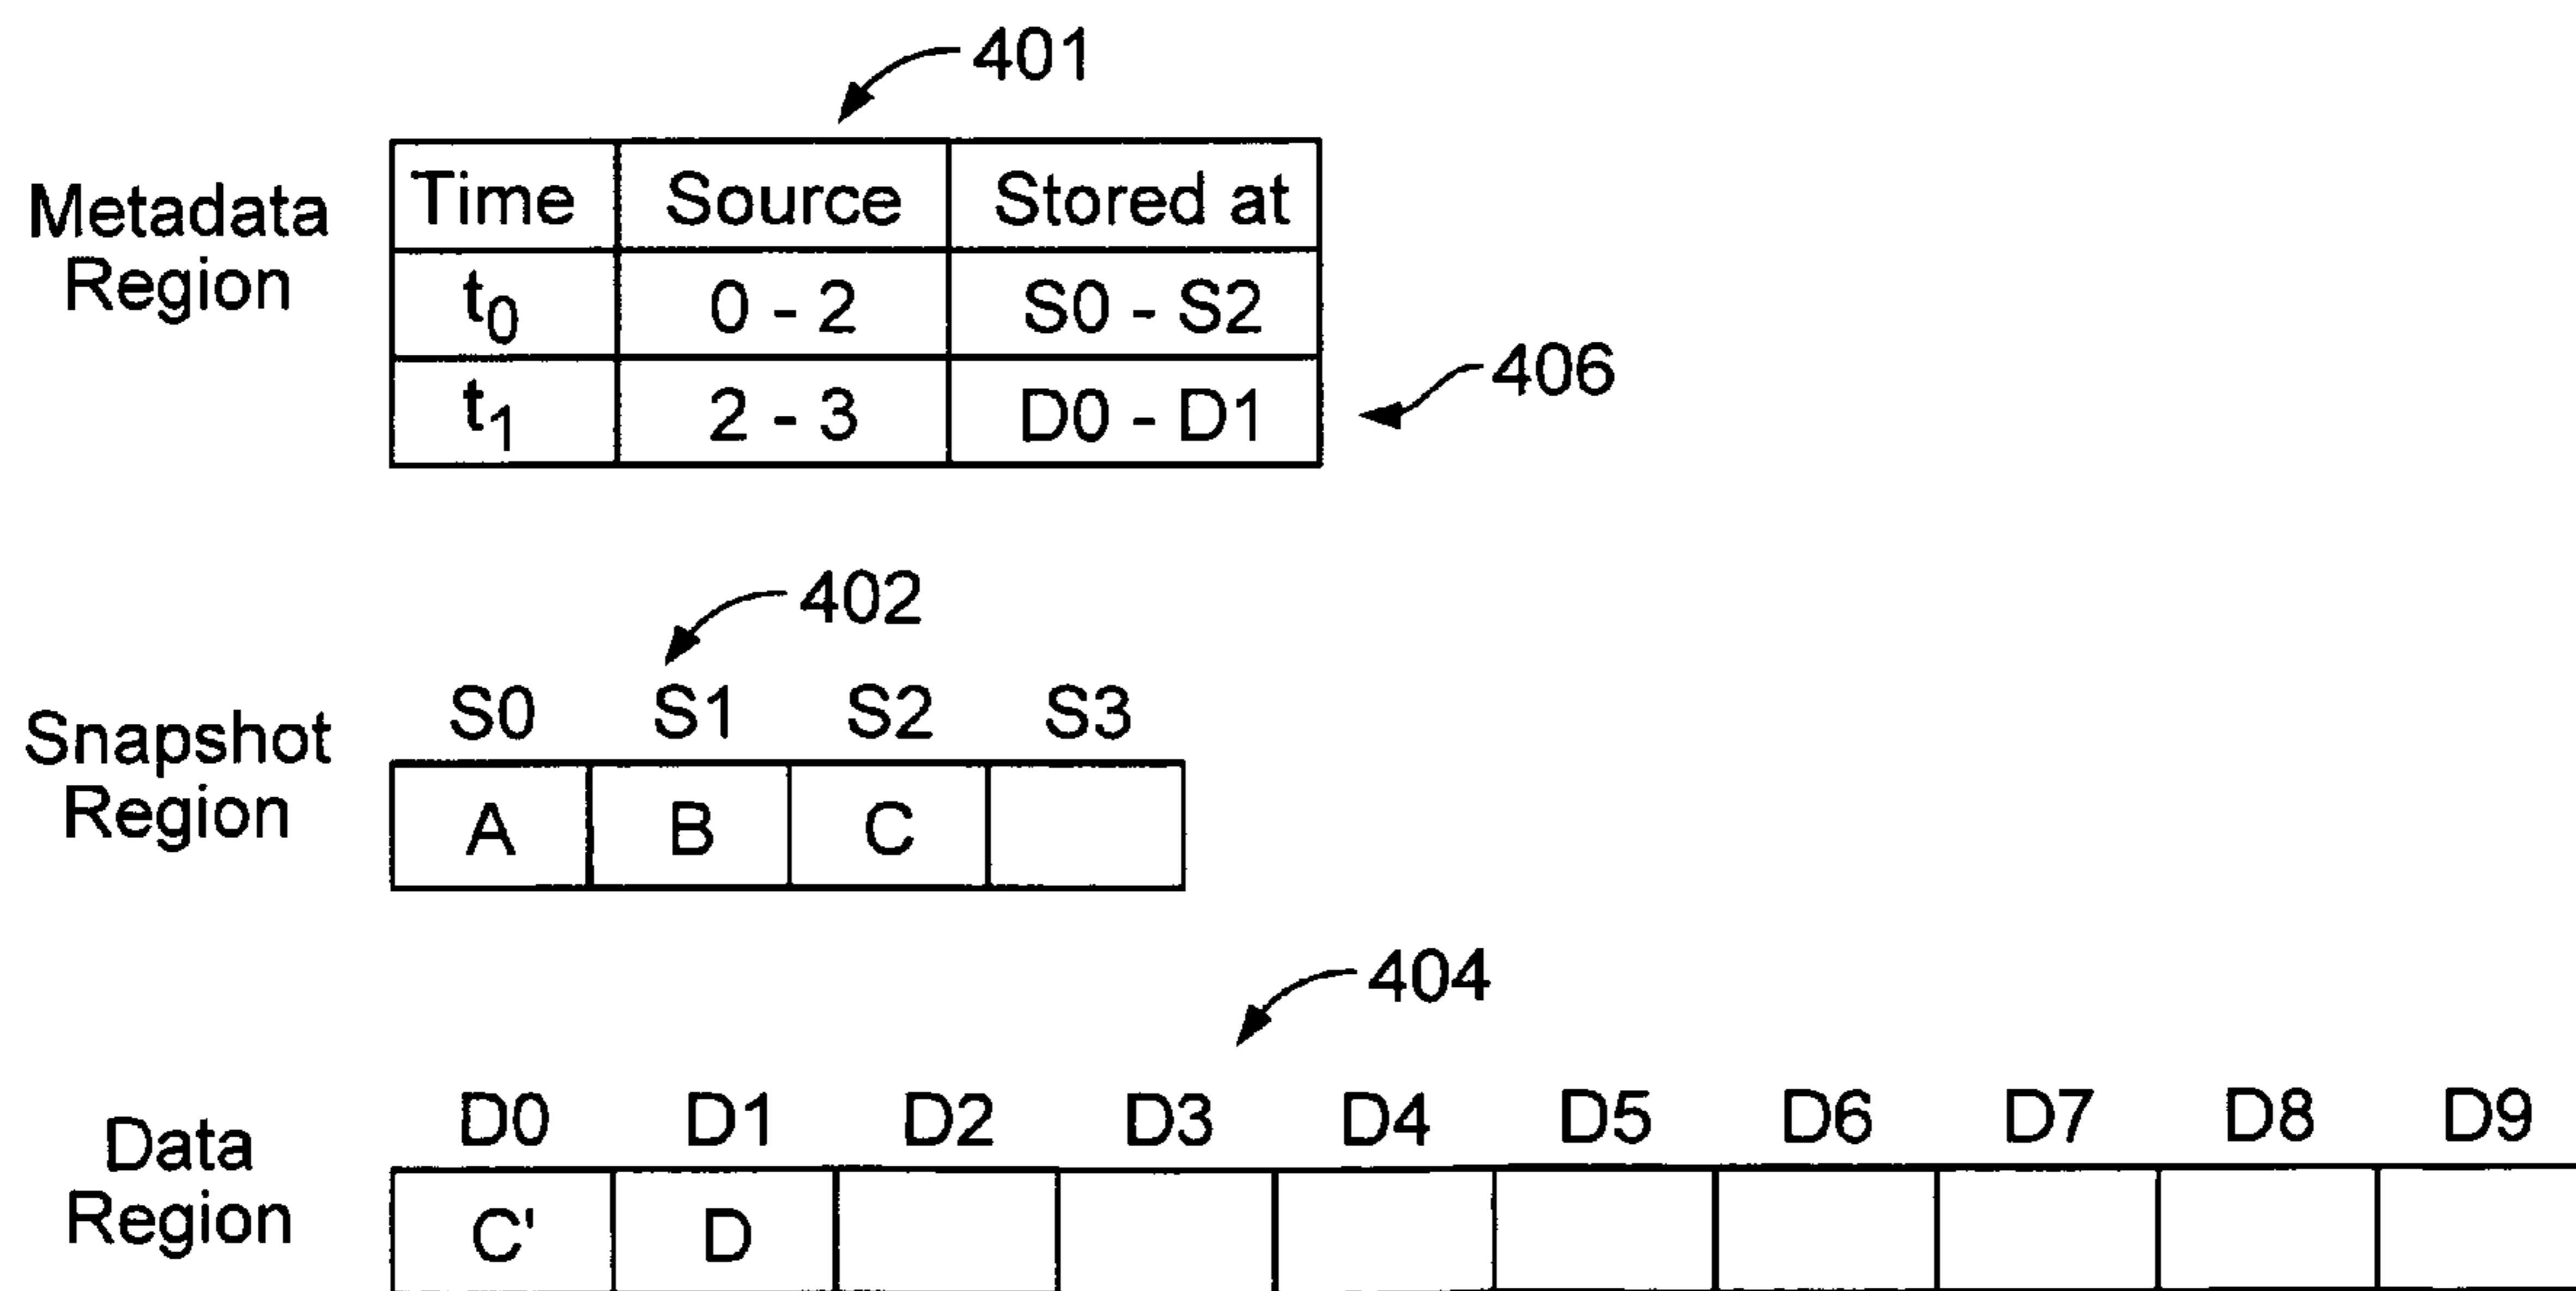 401
Metadata
Region
Time Source Stored at
t0 0 - 2 S0 - S2
t1 2 - 3 D0 - D1
406
402
Snapshot
Region
S0 S1 S2 S3
A B C
404
Data
Region
D0 D1 D2 D3 D4 D5 D6 D7 D8 D9
C' D